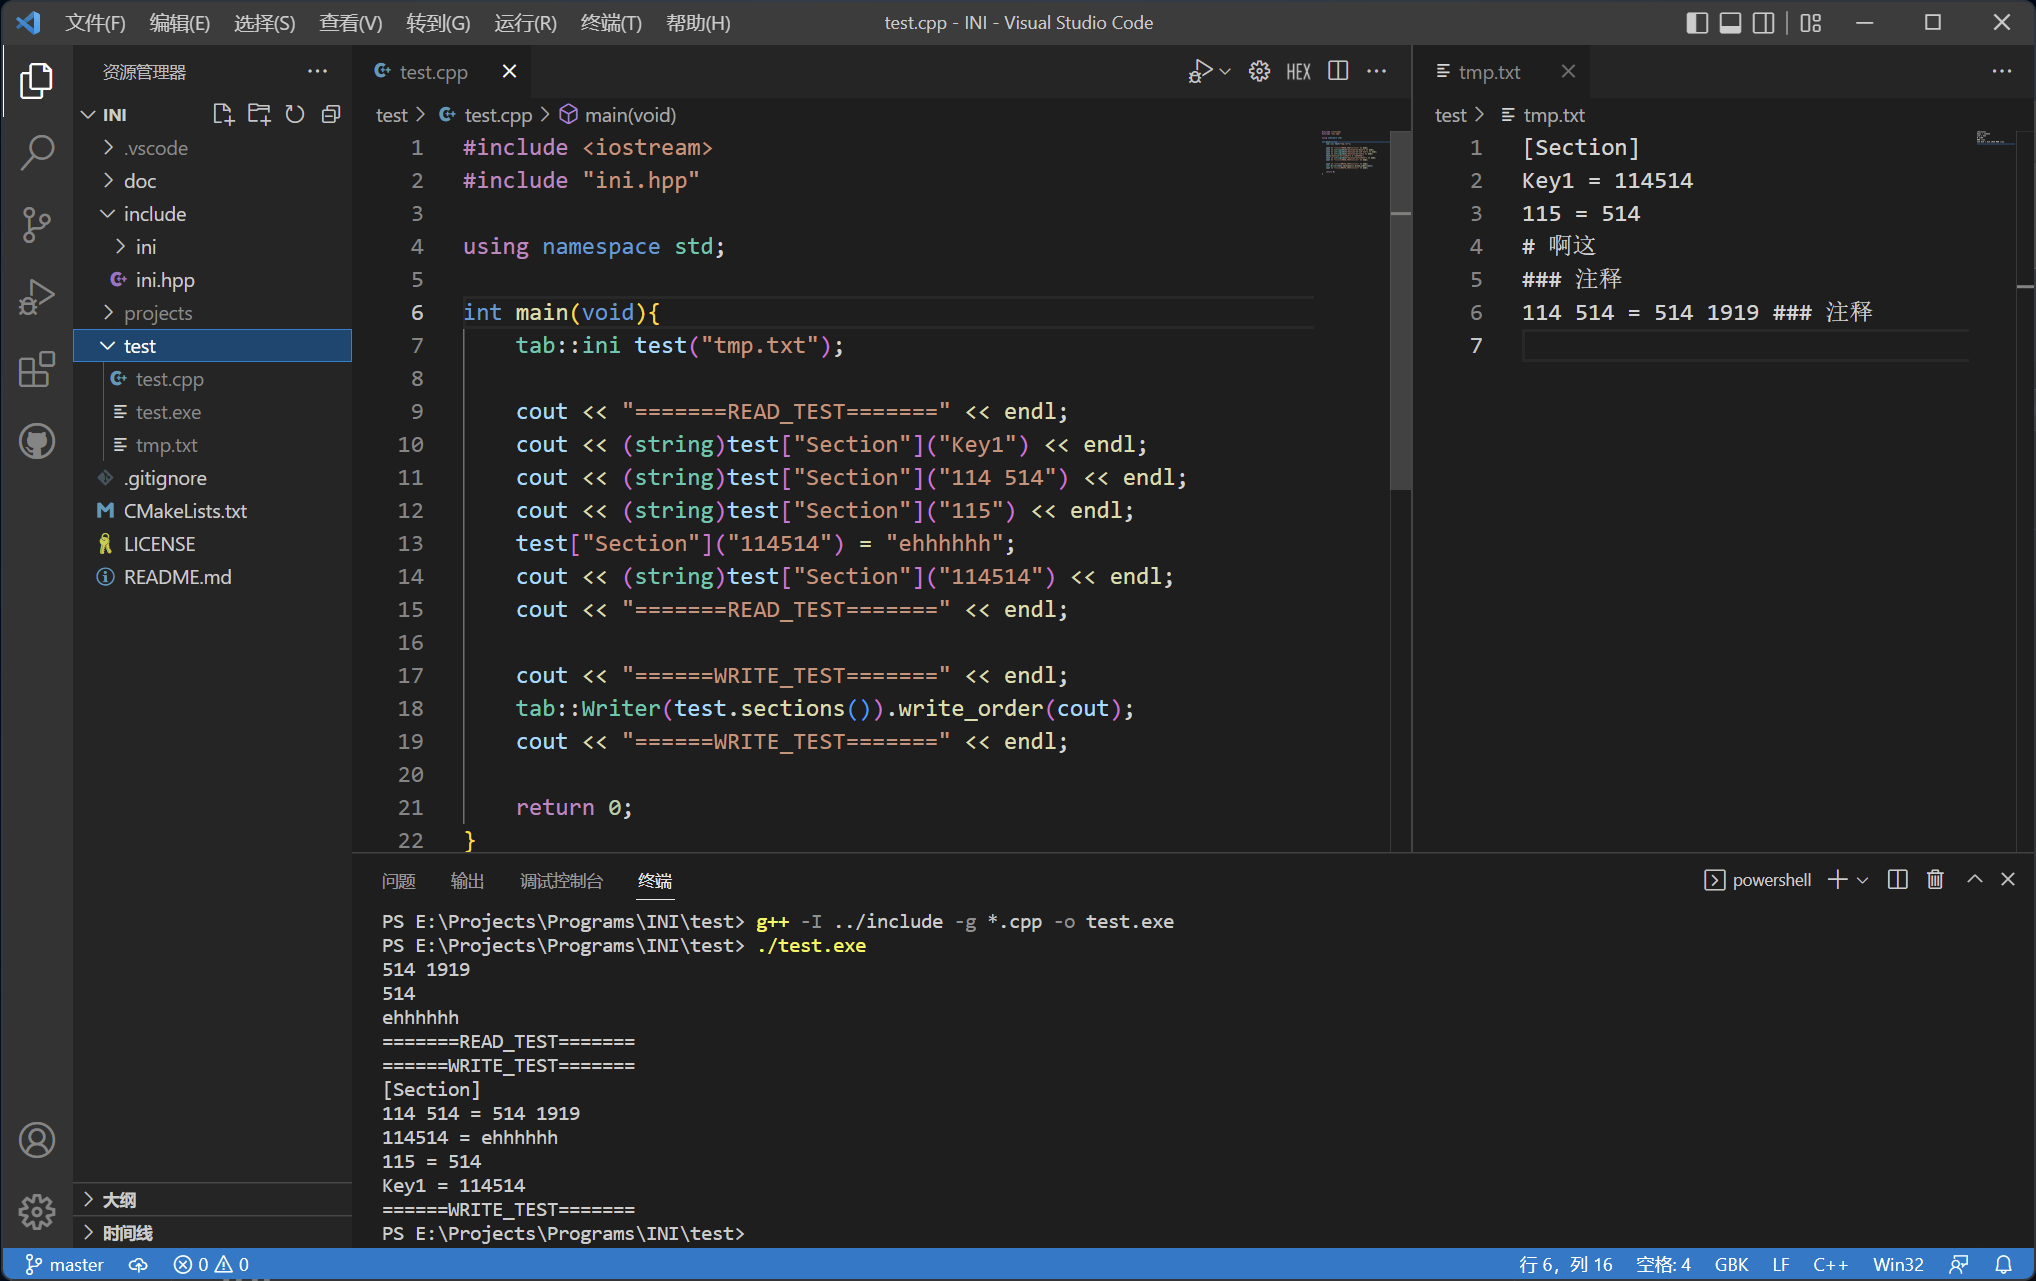 文件(F) 编辑(E) 选择(S) 查看(V) 转到(G) 运行(R) 终端(T) 帮助(H) test.cpp - INI - Visual Studio Code
资源管理器
INI
.vscode
doc
include
ini
ini.hpp
projects
test
test.cpp
test.exe
tmp.txt
.gitignore
CMakeLists.txt
LICENSE
README.md
大纲
时间线
test.cpp
HEX
test > test.cpp > main(void)
1 #include <iostream>
2 #include "ini.hpp"
3
4 using namespace std;
5
6 int main(void){
7 tab::ini test("tmp.txt");
8
9 cout << "=======READ_TEST=======" << endl;
10 cout << (string)test["Section"]("Key1") << endl;
11 cout << (string)test["Section"]("114 514") << endl;
12 cout << (string)test["Section"]("115") << endl;
13 test["Section"]("114514") = "ehhhhhh";
14 cout << (string)test["Section"]("114514") << endl;
15 cout << "=======READ_TEST=======" << endl;
16
17 cout << "======WRITE_TEST=======" << endl;
18 tab::Writer(test.sections()).write_order(cout);
19 cout << "======WRITE_TEST=======" << endl;
20
21 return 0;
22 }
tmp.txt
test > tmp.txt
1 [Section]
2 Key1 = 114514
3 115 = 514
4 # 啊这
5 ### 注释
6 114 514 = 514 1919 ### 注释
7
问题 输出 调试控制台 终端
powershell
PS E:\Projects\Programs\INI\test> g++ -I ../include -g *.cpp -o test.exe
PS E:\Projects\Programs\INI\test> ./test.exe
514 1919
514
ehhhhhh
=======READ_TEST=======
======WRITE_TEST=======
[Section]
114 514 = 514 1919
114514 = ehhhhhh
115 = 514
Key1 = 114514
======WRITE_TEST=======
PS E:\Projects\Programs\INI\test>
master 0 0 行 6，列 16 空格: 4 GBK LF C++ Win32